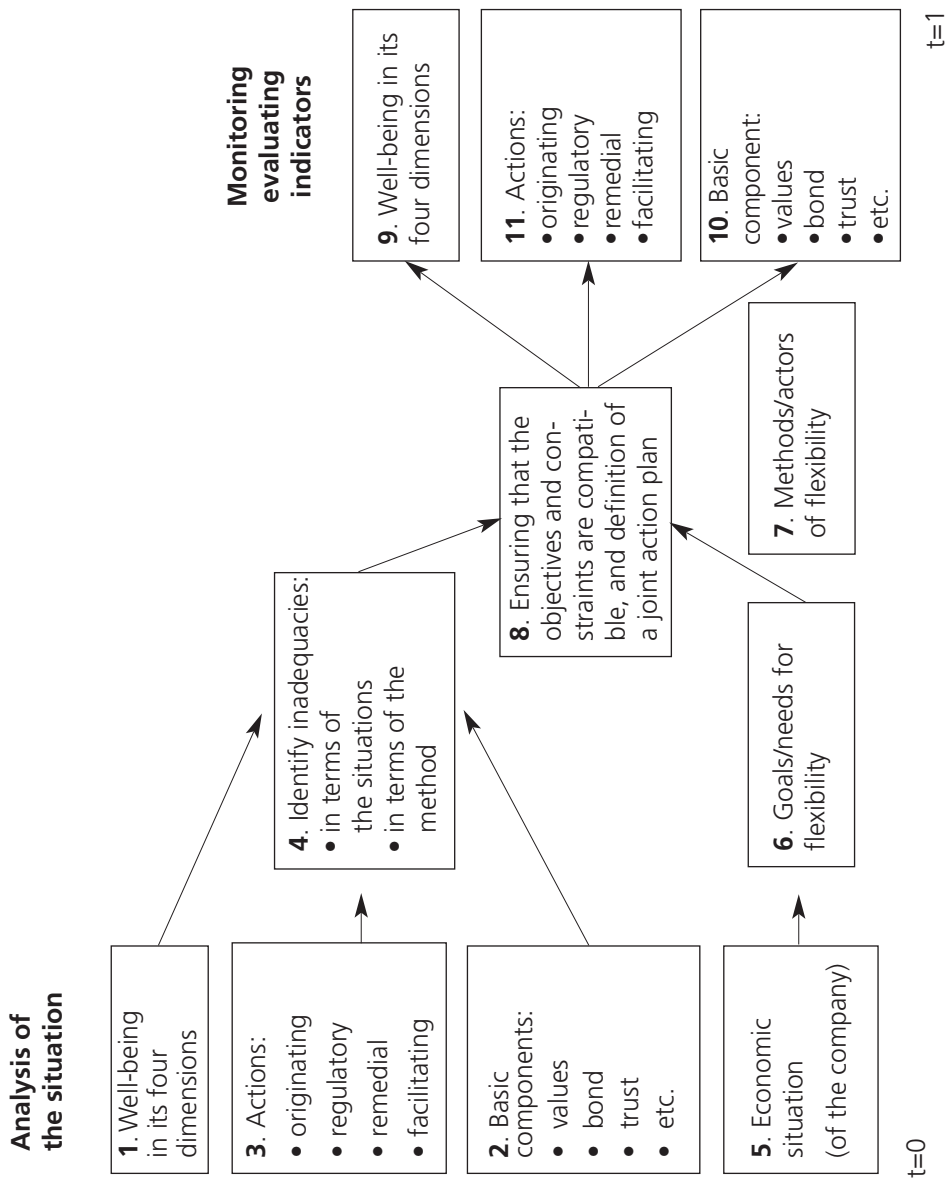 Analysis of
the situation
1. Well-being
in its four
dimensions
3. Actions:
• originating
• regulatory
• remedial
• facilitating
2. Basic
components:
• values
• bond
• trust
• etc.
5. Economic
situation
(of the company)
t=0
4. Identify inadequacies:
• in terms of
the situations
• in terms of the
method
6. Goals/needs for
flexibility
8. Ensuring that the
objectives and con-
straints are compati-
ble, and definition of
a joint action plan
7. Methods/actors
of flexibility
Monitoring
evaluating
indicators
9. Well-being in its
four dimensions
11. Actions:
• originating
• regulatory
• remedial
• facilitating
10. Basic
component:
• values
• bond
• trust
• etc.
t=1